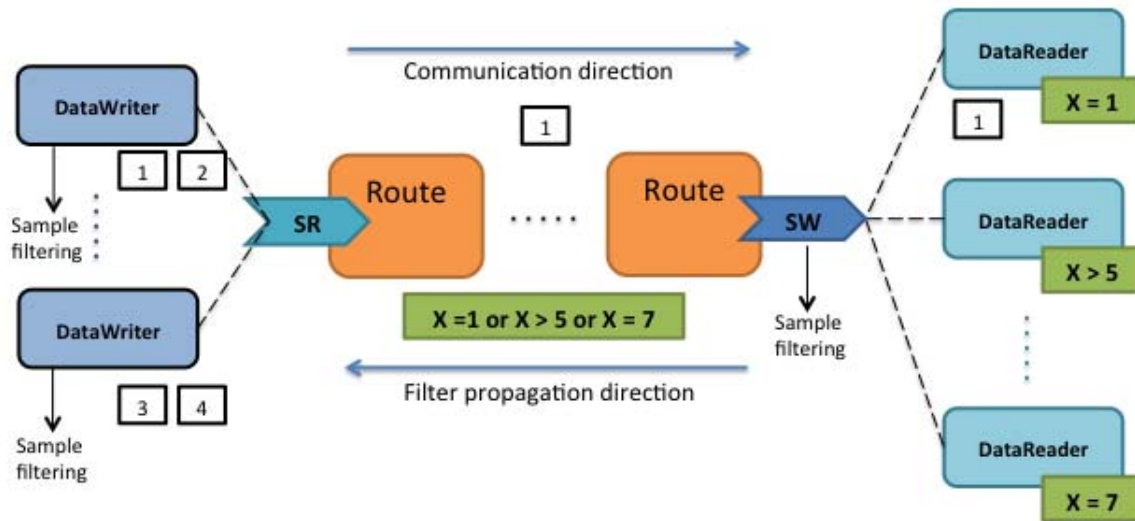 Communication direction
DataReader
X = 1
1
DataWriter
1 2
Sample
filtering
1
Route
Route
SR
SW
DataReader
X > 5
DataWriter
3 4
Sample
filtering
X =1 or X > 5 or X = 7
Sample
filtering
Filter propagation direction
DataReader
X = 7